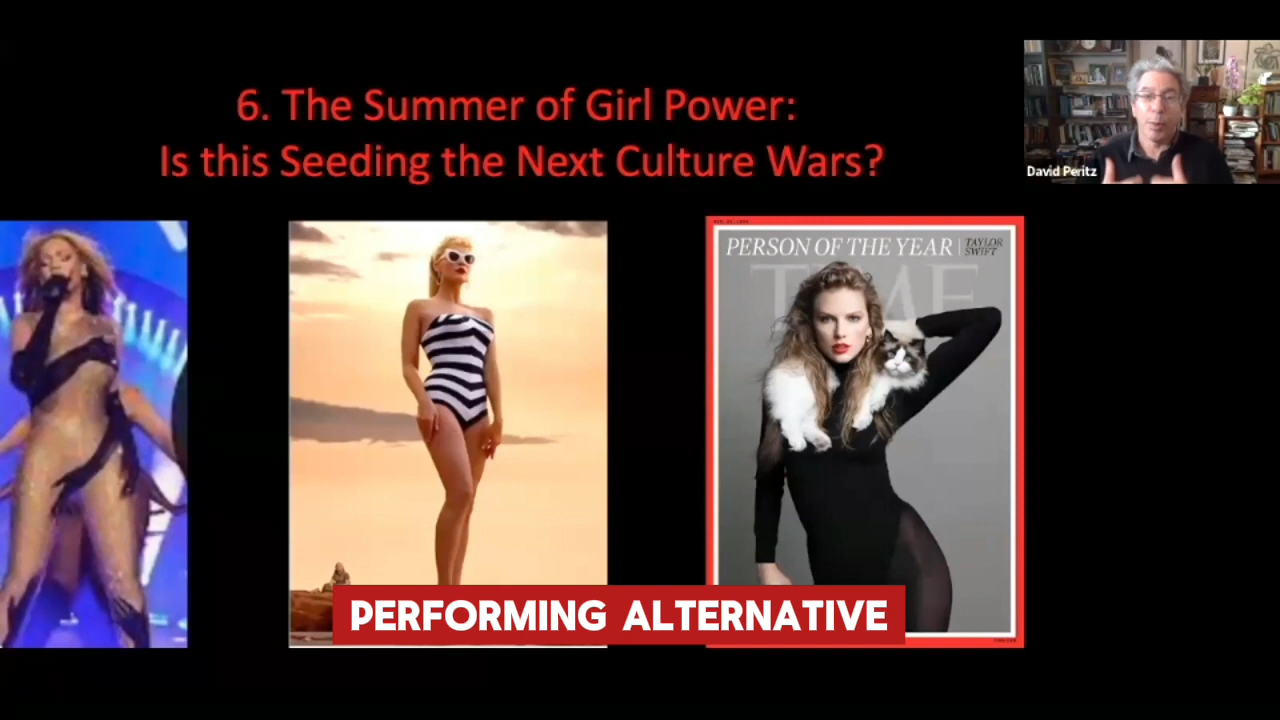 6. The Summer of Girl Power:
Is this Seeding the Next Culture Wars?
David Peritz
PERSON OF THE YEAR | TAYLOR
SWIFT
TIME
PERFORMING ALTERNATIVE